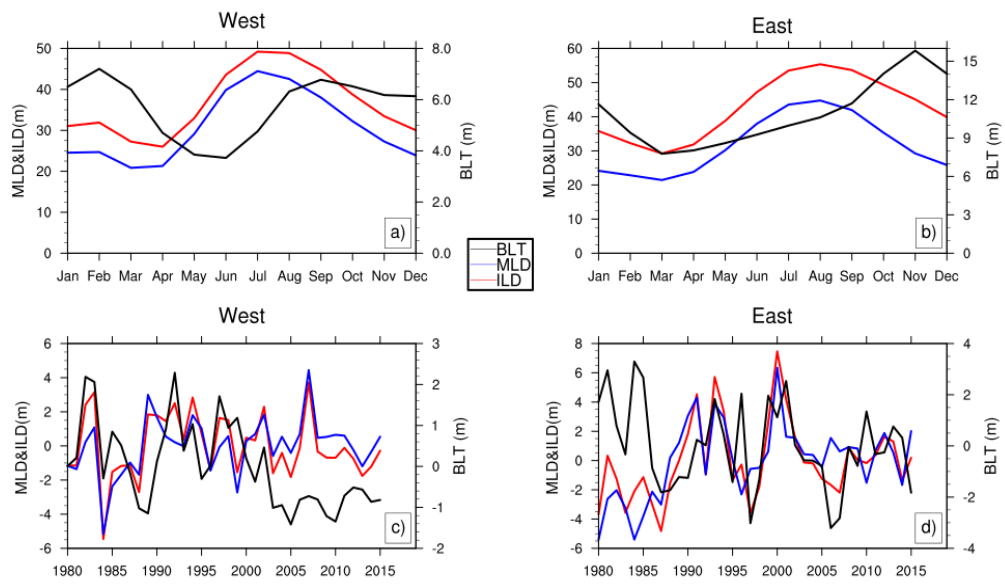 West
50
40
30
20
10
0
MLD&ILD(m)
8.0
6.0
4.0
2.0
0.0
BLT (m)
a)
Jan Feb Mar Apr May Jun Jul Aug Sep Oct Nov Dec
East
60
50
40
30
20
10
0
MLD&ILD(m)
15
12
9
6
3
0
BLT (m)
b)
Jan Feb Mar Apr May Jun Jul Aug Sep Oct Nov Dec
BLT
MLD
ILD
West
6
4
2
0
-2
-4
-6
MLD&ILD(m)
3
2
1
0
-1
-2
BLT (m)
c)
1980 1985 1990 1995 2000 2005 2010 2015
East
8
6
4
2
0
-2
-4
-6
MLD&ILD(m)
4
2
0
-2
-4
BLT (m)
d)
1980 1985 1990 1995 2000 2005 2010 2015